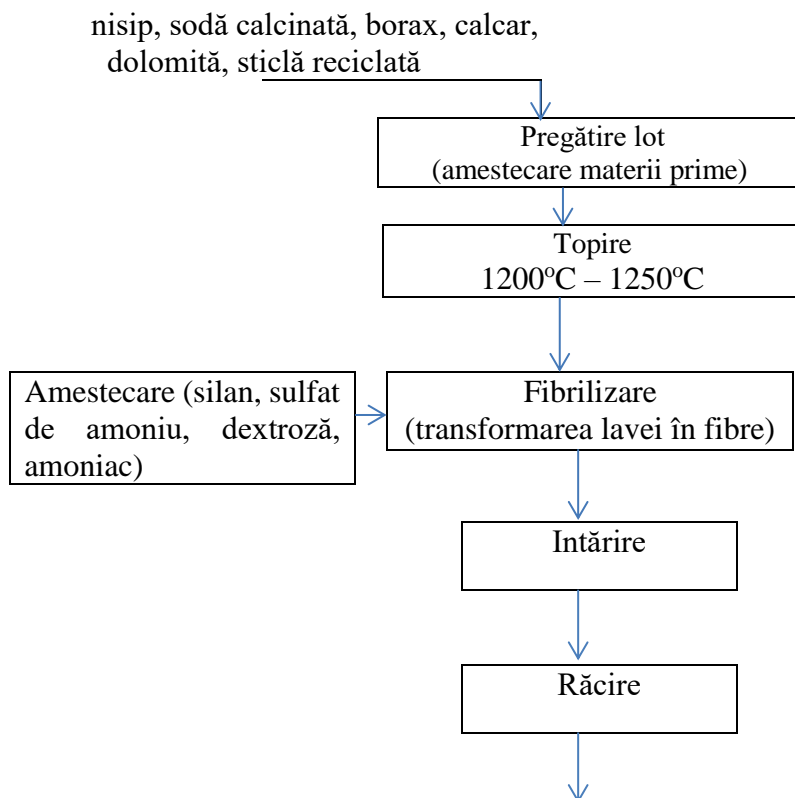 nisip, sodă calcinată, borax, calcar,
dolomită, sticlă reciclată
Pregătire lot
(amestecare materii prime)
Topire
1200ºC – 1250ºC
Amestecare (silan, sulfat
de amoniu, dextroză,
amoniac)
Fibrilizare
(transformarea lavei în fibre)
Intărire
Răcire